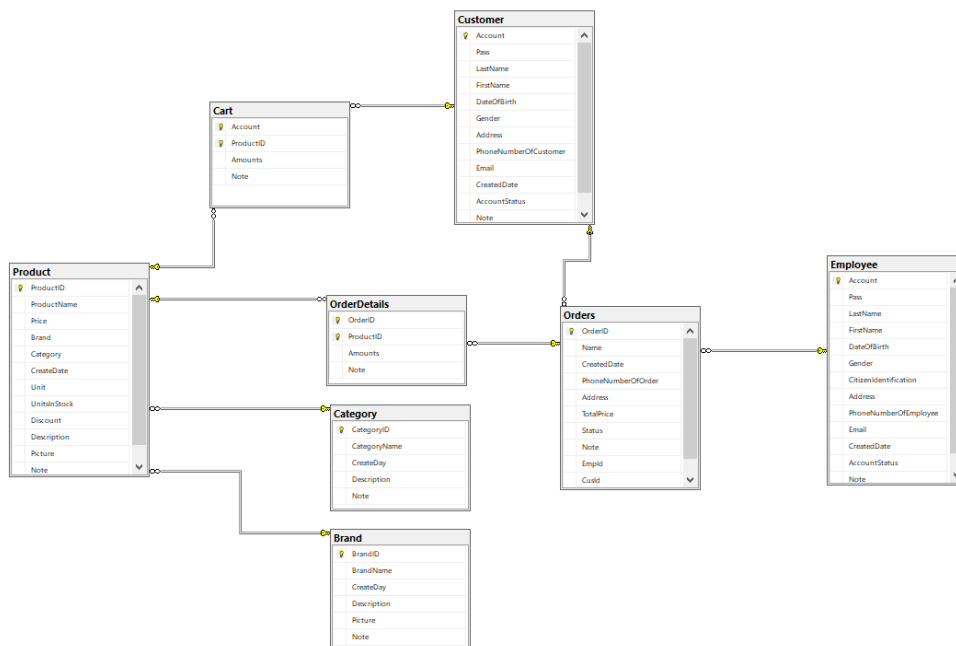 Customer
Account
Pass
LastName
FirstName
DateOfBirth
Gender
Address
PhoneNumberOfCustomer
Email
CreatedDate
AccountStatus
Note
Cart
Account
ProductID
Amounts
Note
Product
ProductID
ProductName
Price
Brand
Category
CreateDate
Unit
UnitsInStock
Discount
Description
Picture
Note
OrderDetails
OrderID
ProductID
Amounts
Note
Orders
OrderID
Name
CreatedDate
PhoneNumberOfOrder
Address
TotalPrice
Status
Note
EmpId
CusId
Employee
Account
Pass
LastName
FirstName
DateOfBirth
Gender
CitizenIdentification
Address
PhoneNumberOfEmployee
Email
CreatedDate
AccountStatus
Note
Category
CategoryID
CategoryName
CreateDay
Description
Note
Brand
BrandID
BrandName
CreateDay
Description
Picture
Note